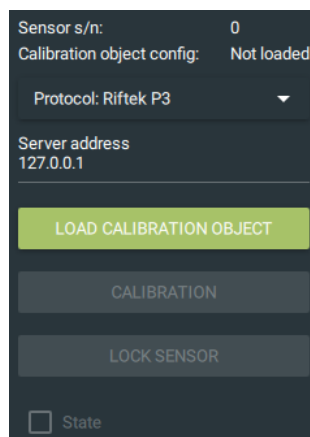 Sensor s/n: 0
Calibration object config: Not loaded
Protocol: Riftek P3
Server address
127.0.0.1
LOAD CALIBRATION OBJECT
CALIBRATION
LOCK SENSOR
State